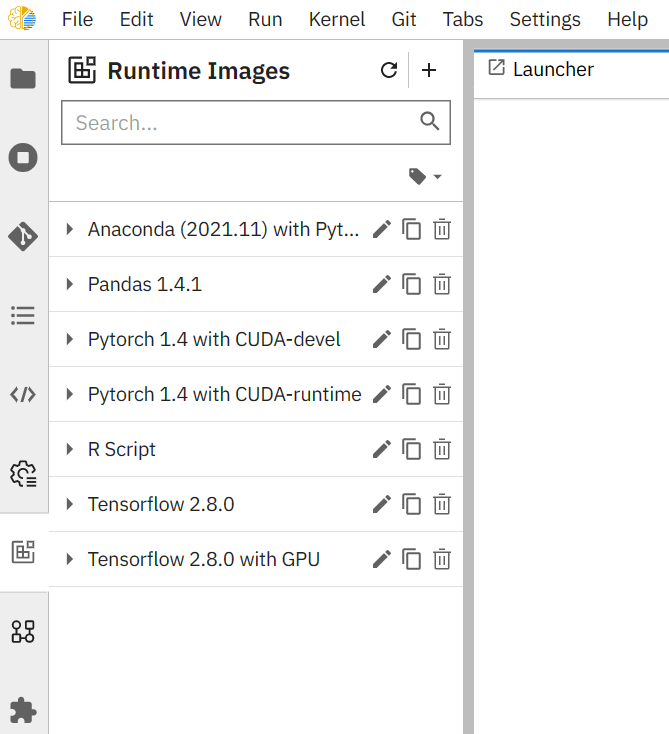 File Edit View Run Kernel Git Tabs Settings Help
Runtime Images
Launcher
Search...
Anaconda (2021.11) with Pyt...
Pandas 1.4.1
Pytorch 1.4 with CUDA-devel
Pytorch 1.4 with CUDA-runtime
R Script
Tensorflow 2.8.0
Tensorflow 2.8.0 with GPU